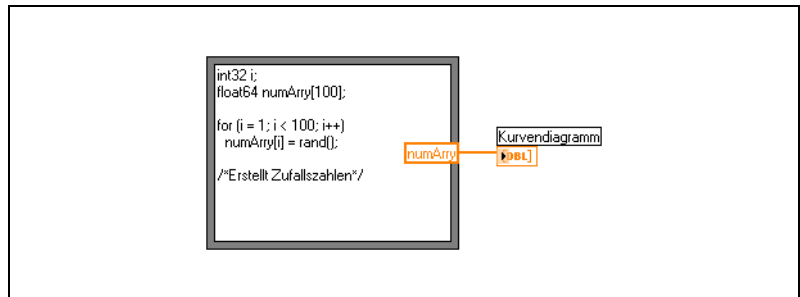 int32 i;
float64 numArry[100];
for (i = 1; i < 100; i++)
numArry[i] = rand();
/*Erstellt Zufallszahlen*/
numArry
Kurvendiagramm
DBL]